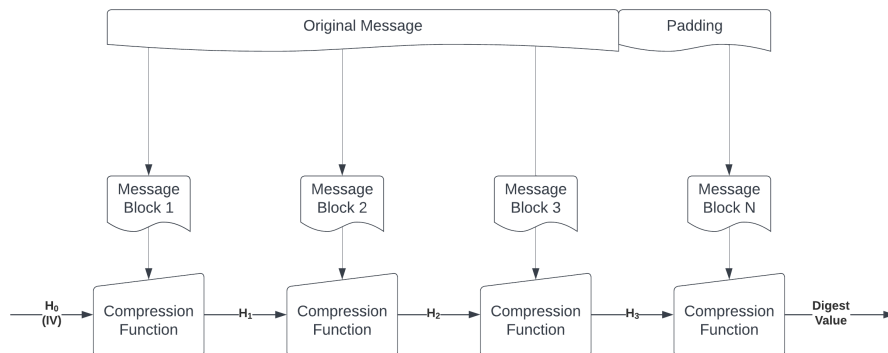 Original Message
Padding
Message
Block 1
Message
Block 2
Message
Block 3
Message
Block N
H₀
(IV)
Compression
Function
H₁
Compression
Function
H₂
Compression
Function
H₃
Compression
Function
Digest
Value